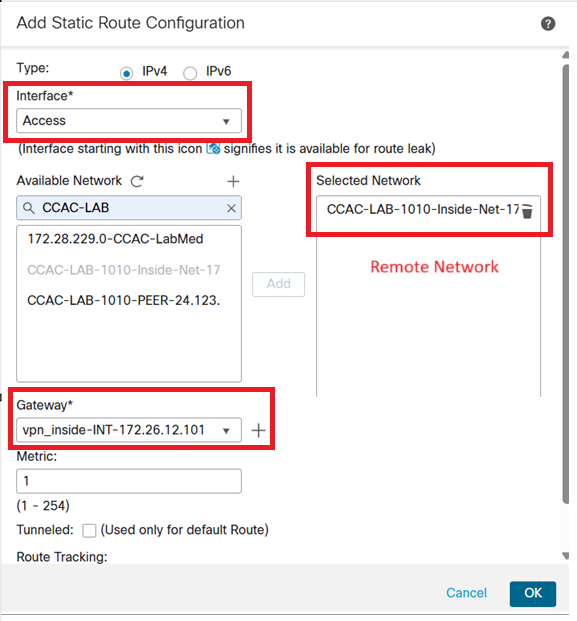 Add Static Route Configuration
Type: IPv4 IPv6
Interface*
Access
(Interface starting with this icon signifies it is available for route leak)
Available Network
Selected Network
CCAC-LAB
CCAC-LAB-1010-Inside-Net-17
172.28.229.0-CCAC-LabMed
CCAC-LAB-1010-Inside-Net-17
CCAC-LAB-1010-PEER-24.123.
Add
Remote Network
Gateway*
vpn_inside-INT-172.26.12.101
Metric:
1
(1 - 254)
Tunneled: (Used only for default Route)
Route Tracking:
Cancel OK